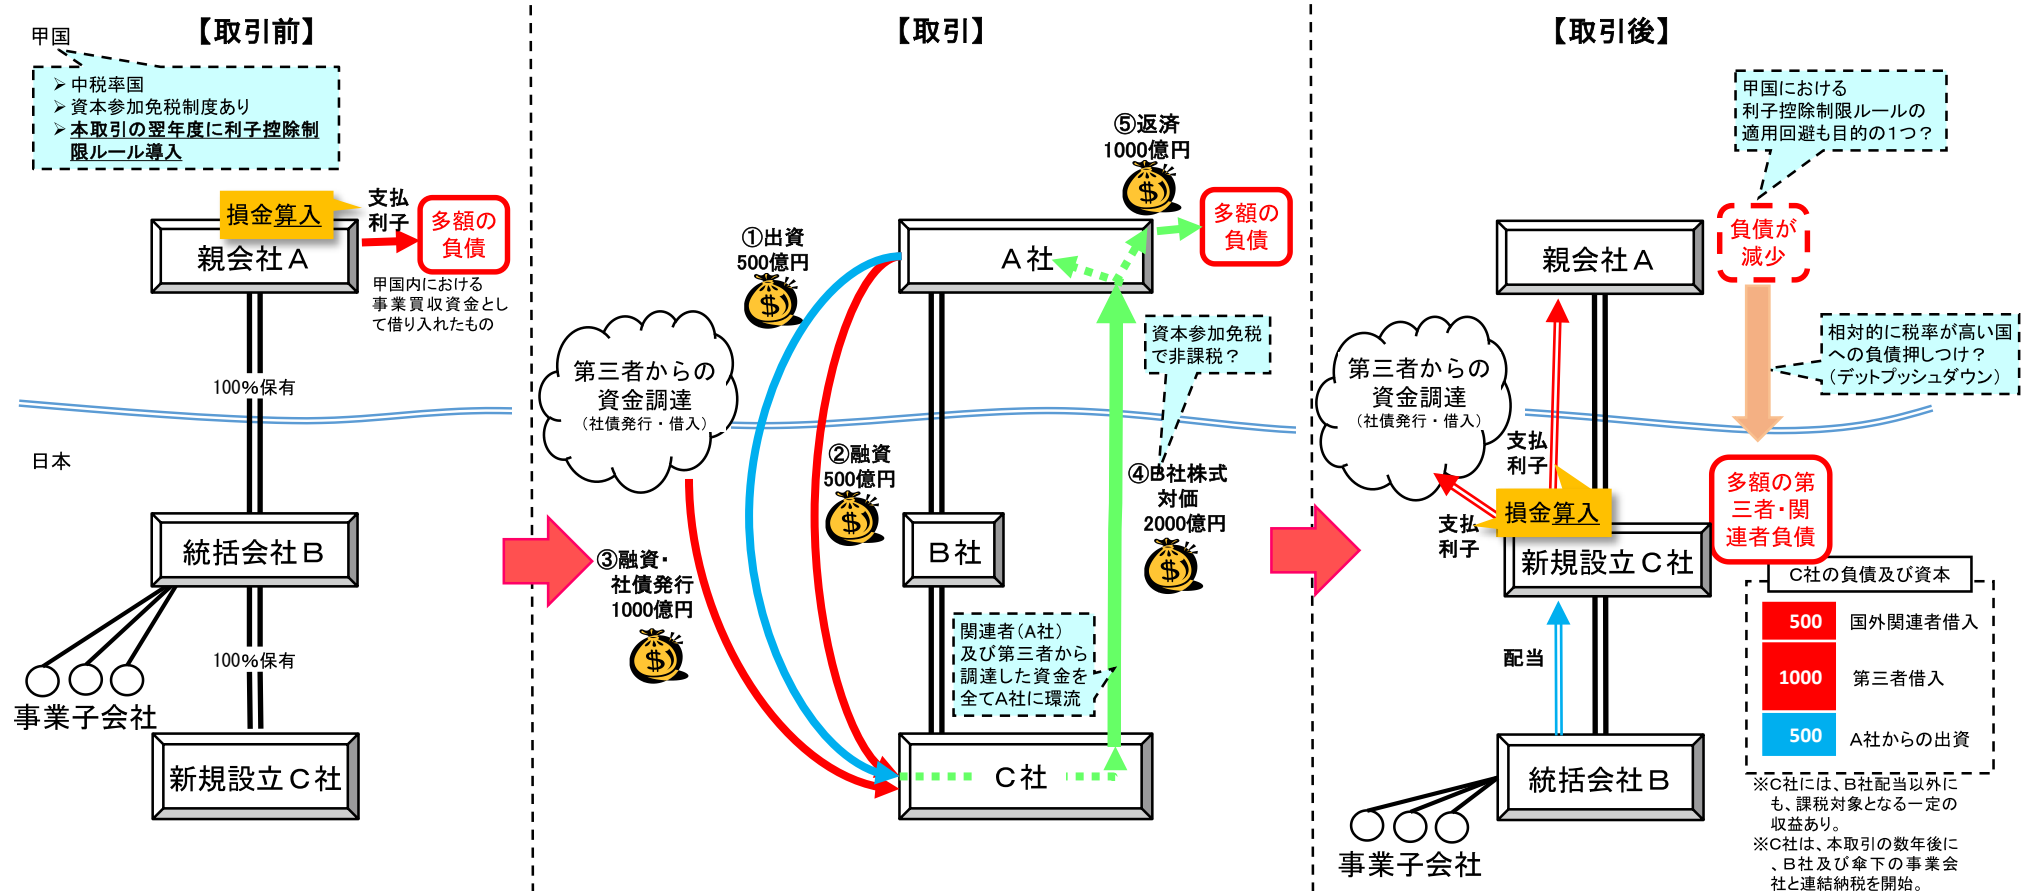 【取引前】
甲国
➢ 中税率国
➢ 資本参加免税制度あり
➢ 本取引の翌年度に利子控除制
限ルール導入
損金算入
支払
利子
多額の
負債
親会社A
甲国内における
事業買収資金とし
て借り入れたもの
100%保有
日本
統括会社B
100%保有
事業子会社
新規設立C社
【取引】
⑤返済
1000億円
多額の
負債
①出資
500億円
A社
第三者からの
資金調達
（社債発行・借入）
資本参加免税
で非課税？
②融資
500億円
④B社株式
対価
2000億円
B社
③融資・
社債発行
1000億円
関連者（A社）
及び第三者から
調達した資金を
全てA社に環流
C社
【取引後】
甲国における
利子控除制限ルールの
適用回避も目的の1つ？
負債が
減少
親会社A
相対的に税率が高い国
への負債押しつけ？
（デットプッシュダウン）
第三者からの
資金調達
（社債発行・借入）
支払
利子
損金算入
支払
利子
多額の第
三者・関
連者負債
新規設立C社
C社の負債及び資本
500 国外関連者借入
1000 第三者借入
500 A社からの出資
配当
統括会社B
事業子会社
※C社には、B社配当以外に
も、課税対象となる一定の
収益あり。
※C社は、本取引の数年後に
、B社及び傘下の事業会
社と連結納税を開始。